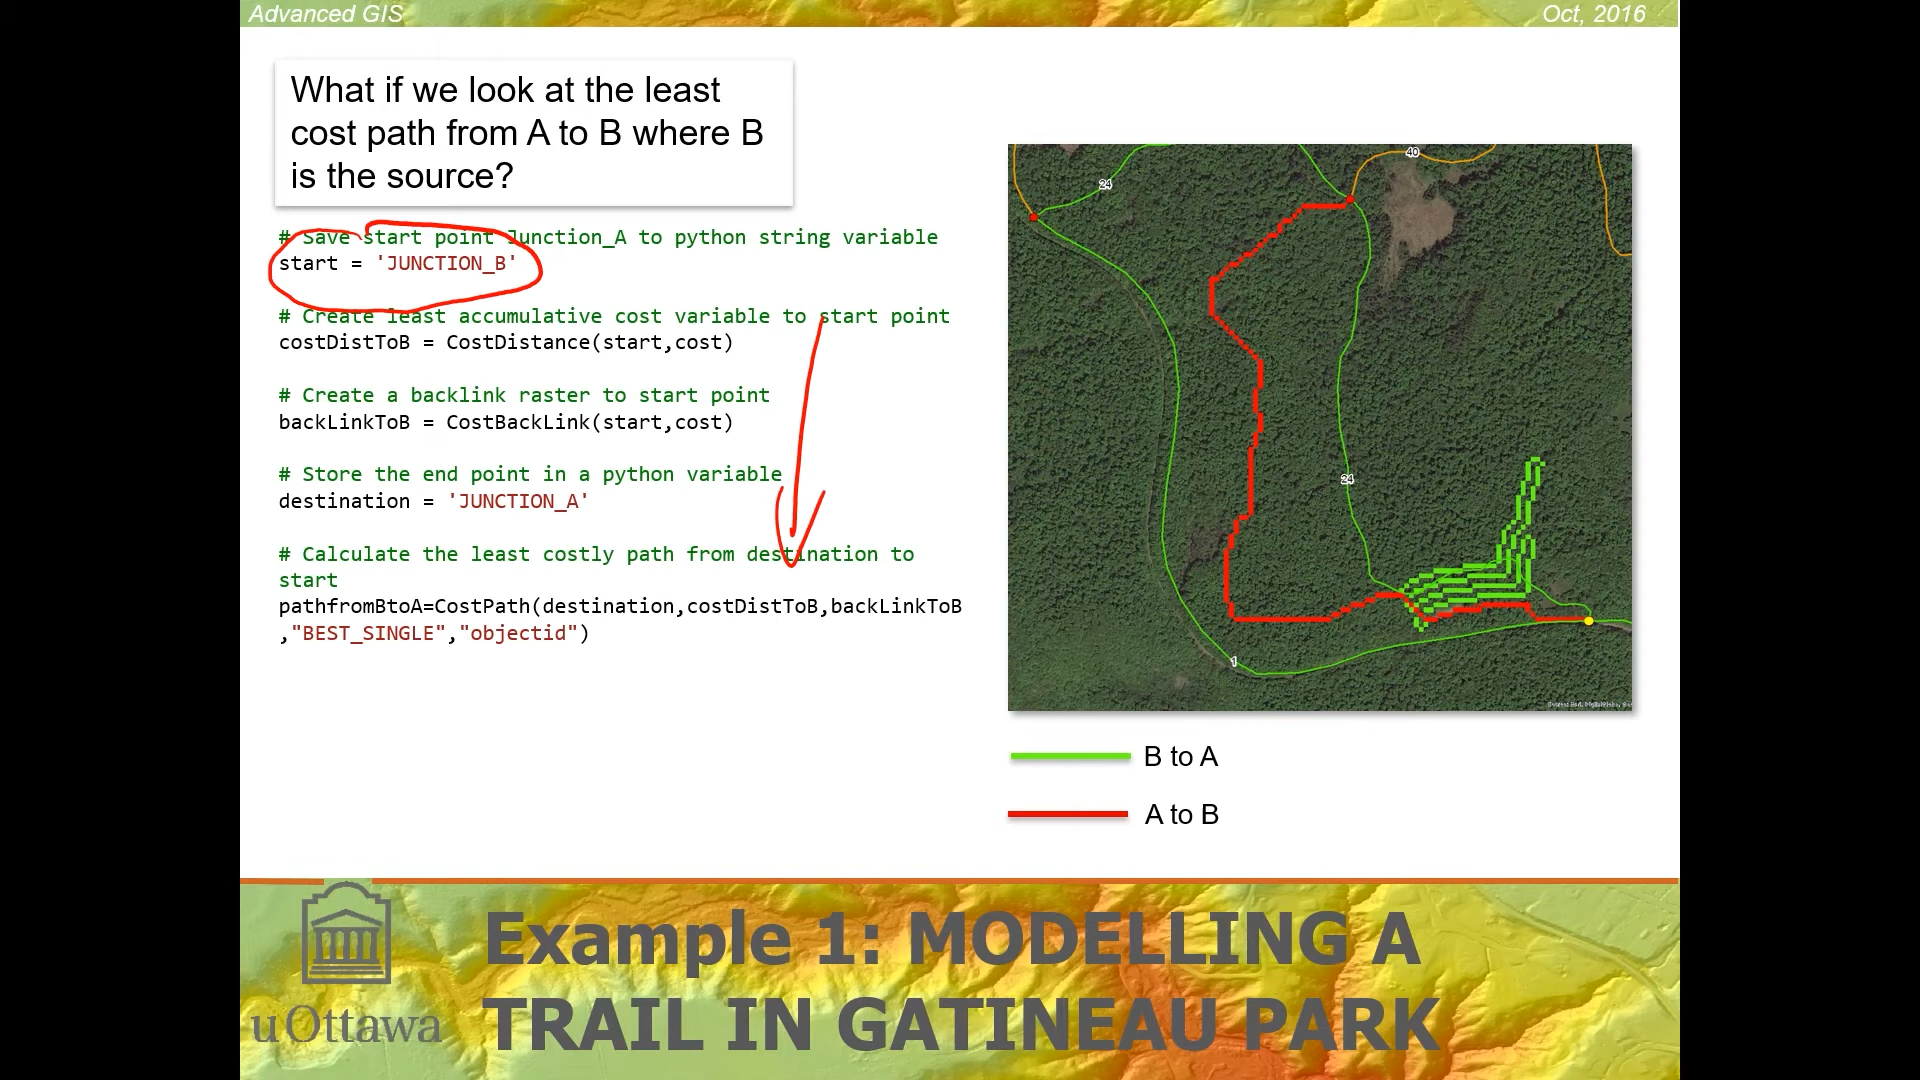 Advanced GIS
Oct, 2016
What if we look at the least
cost path from A to B where B
is the source?
# Save start point Junction_A to python string variable
start = 'JUNCTION_B'
# Create least accumulative cost variable to start point
costDistToB = CostDistance(start,cost)
# Create a backlink raster to start point
backLinkToB = CostBackLink(start,cost)
# Store the end point in a python variable
destination = 'JUNCTION_A'
# Calculate the least costly path from destination to
start
pathfromBtoA=CostPath(destination,costDistToB,backLinkToB
,"BEST_SINGLE","objectid")
40
24
24
1
B to A
A to B
Example 1: MODELLING A
TRAIL IN GATINEAU PARK
uOttawa